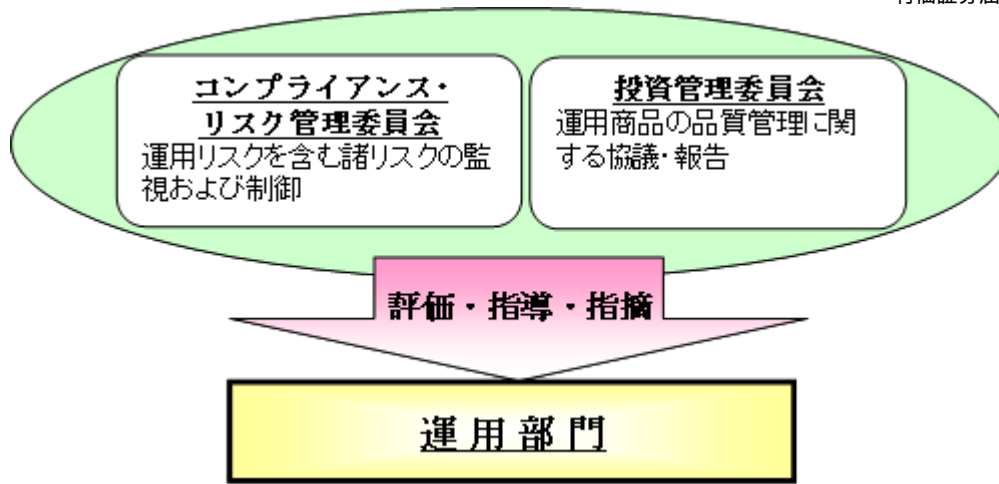 コンプライアンス・
リスク管理委員会
運用リスクを含む諸リスクの監
視および制御
投資管理委員会
運用商品の品質管理に関
する協議・報告
評価・指導・指摘
運用部門